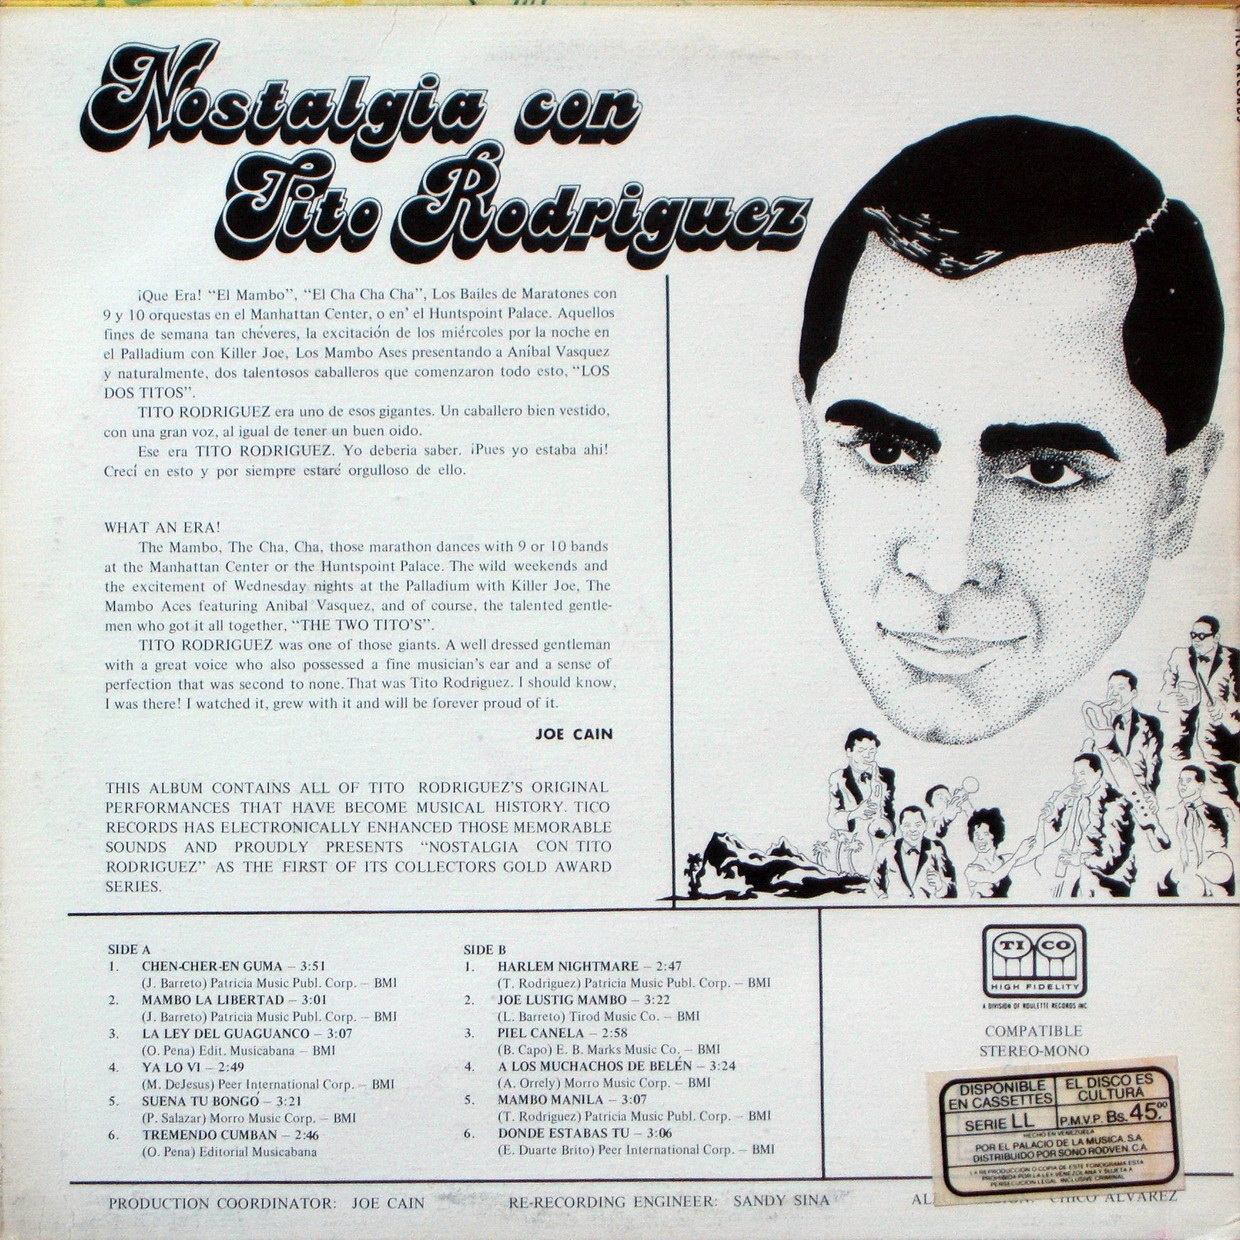 Nostalgia con
Tito Rodriguez
TICO RECORDS
¡Que Era! “El Mambo”, “El Cha Cha Cha”, Los Bailes de Maratones con
9 y 10 orquestas en el Manhattan Center, o en’ el Huntspoint Palace. Aquellos
fines de semana tan chéveres, la excitación de los miércoles por la noche en
el Palladium con Killer Joe, Los Mambo Ases presentando a Aníbal Vasquez
y naturalmente, dos talentosos caballeros que comenzaron todo esto, “LOS
DOS TITOS”.
TITO RODRIGUEZ era uno de esos gigantes. Un caballero bien vestido,
con una gran voz, al igual de tener un buen oido.
Ese era TITO RODRIGUEZ. Yo deberia saber. ¡Pues yo estaba ahi!
Crecí en esto y por siempre estaré orgulloso de ello.
WHAT AN ERA!
The Mambo, The Cha, Cha, those marathon dances with 9 or 10 bands
at the Manhattan Center or the Huntspoint Palace. The wild weekends and
the excitement of Wednesday nights at the Palladium with Killer Joe, The
Mambo Aces featuring Anibal Vasquez, and of course, the talented gentle-
men who got it all together, “THE TWO TITO’S”.
TITO RODRIGUEZ was one of those giants. A well dressed gentleman
with a great voice who also possessed a fine musician’s ear and a sense of
perfection that was second to none. That was Tito Rodriguez. I should know,
I was there! I watched it, grew with it and will be forever proud of it.
JOE CAIN
THIS ALBUM CONTAINS ALL OF TITO RODRIGUEZ’S ORIGINAL
PERFORMANCES THAT HAVE BECOME MUSICAL HISTORY. TICO
RECORDS HAS ELECTRONICALLY ENHANCED THOSE MEMORABLE
SOUNDS AND PROUDLY PRESENTS “NOSTALGIA CON TITO
RODRIGUEZ” AS THE FIRST OF ITS COLLECTORS GOLD AWARD
SERIES.
SIDE A
1. CHEN-CHER-EN GUMA – 3:51
(J. Barreto) Patricia Music Publ. Corp. – BMI
2. MAMBO LA LIBERTAD – 3:01
(J. Barreto) Patricia Music Publ. Corp. – BMI
3. LA LEY DEL GUAGUANCO – 3:07
(O. Pena) Edit. Musicabana – BMI
4. YA LO VI – 2:49
(M. DeJesus) Peer International Corp. – BMI
5. SUENA TU BONGO – 3:21
(P. Salazar) Morro Music Corp. – BMI
6. TREMENDO CUMBAN – 2:46
(O. Pena) Editorial Musicabana
SIDE B
1. HARLEM NIGHTMARE – 2:47
(T. Rodriguez) Patricia Music Publ. Corp. – BMI
2. JOE LUSTIG MAMBO – 3:22
(L. Barreto) Tirod Music Co. – BMI
3. PIEL CANELA – 2:58
(B. Capo) E. B. Marks Music Co. – BMI
4. A LOS MUCHACHOS DE BELÉN – 3:24
(A. Orrely) Morro Music Corp. – BMI
5. MAMBO MANILA – 3:07
(T. Rodriguez) Patricia Music Publ. Corp. – BMI
6. DONDE ESTABAS TU – 3:06
(E. Duarte Brito) Peer International Corp. – BMI
TICO
HIGH FIDELITY
A DIVISION OF ROULETTE RECORDS INC
COMPATIBLE
STEREO-MONO
DISPONIBLE
EN CASSETTES
EL DISCO ES
CULTURA
SERIE LL
P.M.V.P. Bs. 45.00
HECHO EN VENEZUELA
POR EL PALACIO DE LA MUSICA, S.A.
DISTRIBUIDO POR SONO RODVEN, C.A.
LA REPRODUCCION O COPIA DE ESTE FONOGRAMA ESTA
PROHIBIDA POR LA LEY VENEZOLANA Y SUJETA A
PERSECUCION LEGAL, INCLUSIVE CRIMINAL
PRODUCTION COORDINATOR: JOE CAIN
RE-RECORDING ENGINEER: SANDY SINA
CHICO ALVAREZ